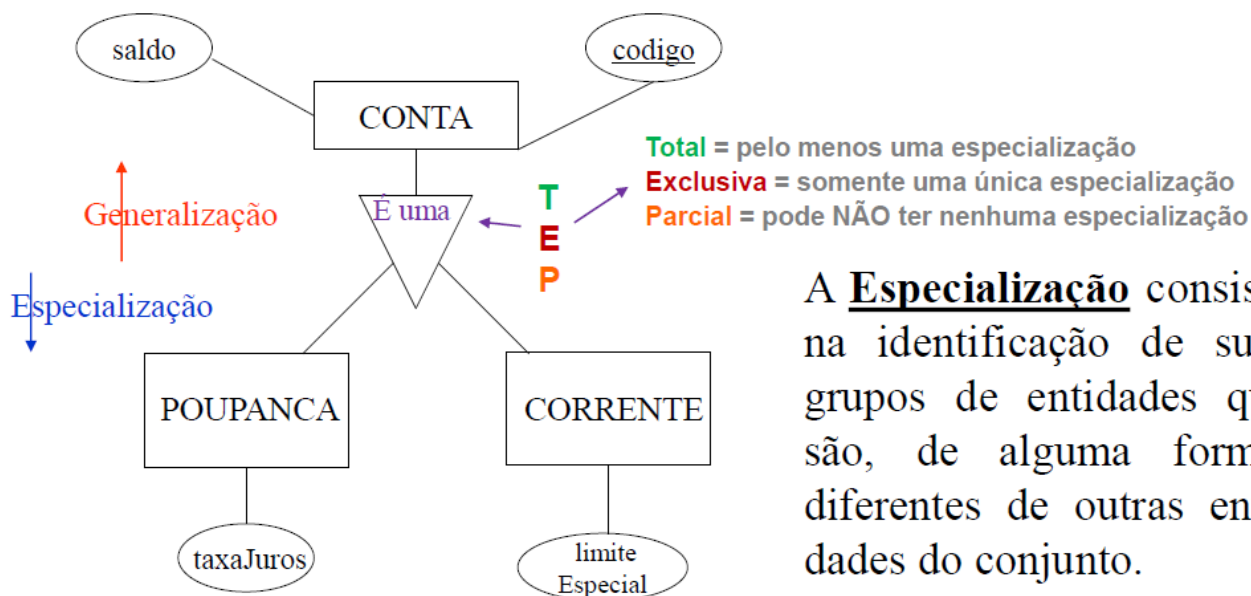 saldo
codigo
CONTA
Total = pelo menos uma especialização
Exclusiva = somente uma única especialização
Parcial = pode NÃO ter nenhuma especialização
T
E
P
É uma
Generalização
Especialização
POUPANCA
CORRENTE
taxaJuros
limite
Especial
A Especialização consis
na identificação de su
grupos de entidades q
são, de alguma form
diferentes de outras en
dades do conjunto.